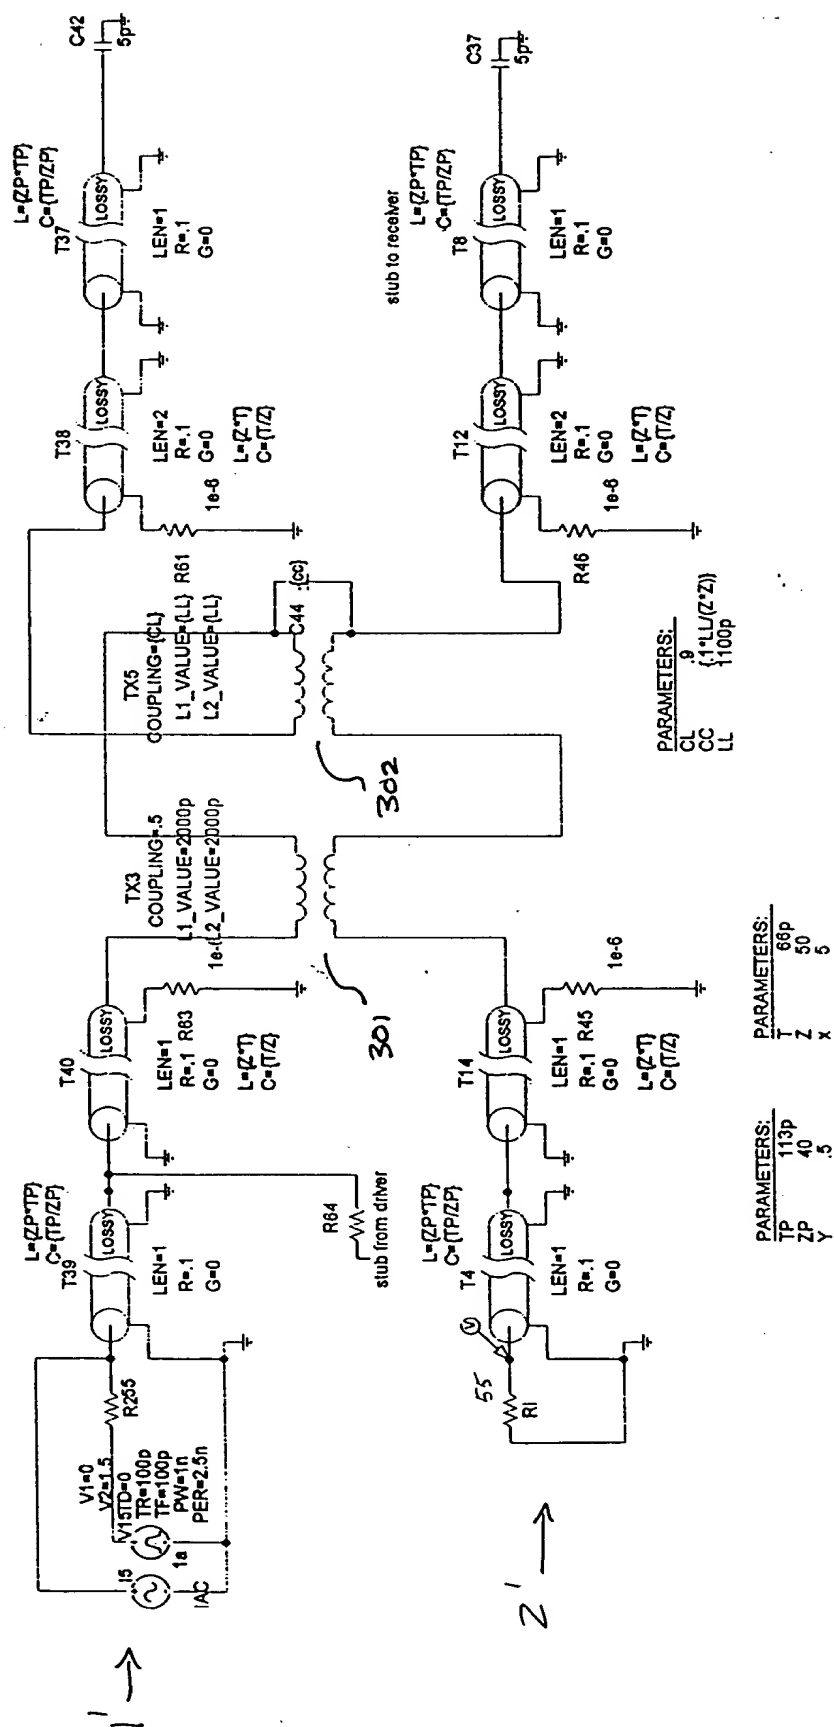 1'
I5
IAC
1a
V1=0
V2=1.5
V15TD=0
TR=100p
TF=100p
PW=1n
PER=2.5n
R255
L={ZP*TP}
C={TP/ZP}
T39
LOSSY
LEN=1
R=.1
G=0
R64
stub from driver
T40
LOSSY
LEN=1
R=.1
G=0
R63
L={Z*T}
C={T/Z}
TX3
COUPLING=.5
L1_VALUE=2000p
L2_VALUE=2000p
301
TX5
COUPLING={CL}
L1_VALUE={LL}
L2_VALUE={LL}
302
C44
{cc}
R61
1e-6
T38
LOSSY
LEN=2
R=.1
G=0
L={Z*T}
C={T/Z}
L={ZP*TP}
C={TP/ZP}
T37
LOSSY
LEN=1
R=.1
G=0
C42
5p
2'
55
RI
V
L={ZP*TP}
C={TP/ZP}
T4
LOSSY
LEN=1
R=.1
G=0
T14
LOSSY
LEN=1
R=.1
G=0
R45
1e-6
L={Z*T}
C={T/Z}
R46
1e-6
T12
LOSSY
LEN=2
R=.1
G=0
L={Z*T}
C={T/Z}
stub to receiver
L={ZP*TP}
C={TP/ZP}
T8
LOSSY
LEN=1
R=.1
G=0
C37
5p
PARAMETERS:
TP 113p
ZP 40
Y .5
PARAMETERS:
T 66p
Z 50
X 5
PARAMETERS:
CL .9
CC {.1*LL/(Z*Z)}
LL 1100p